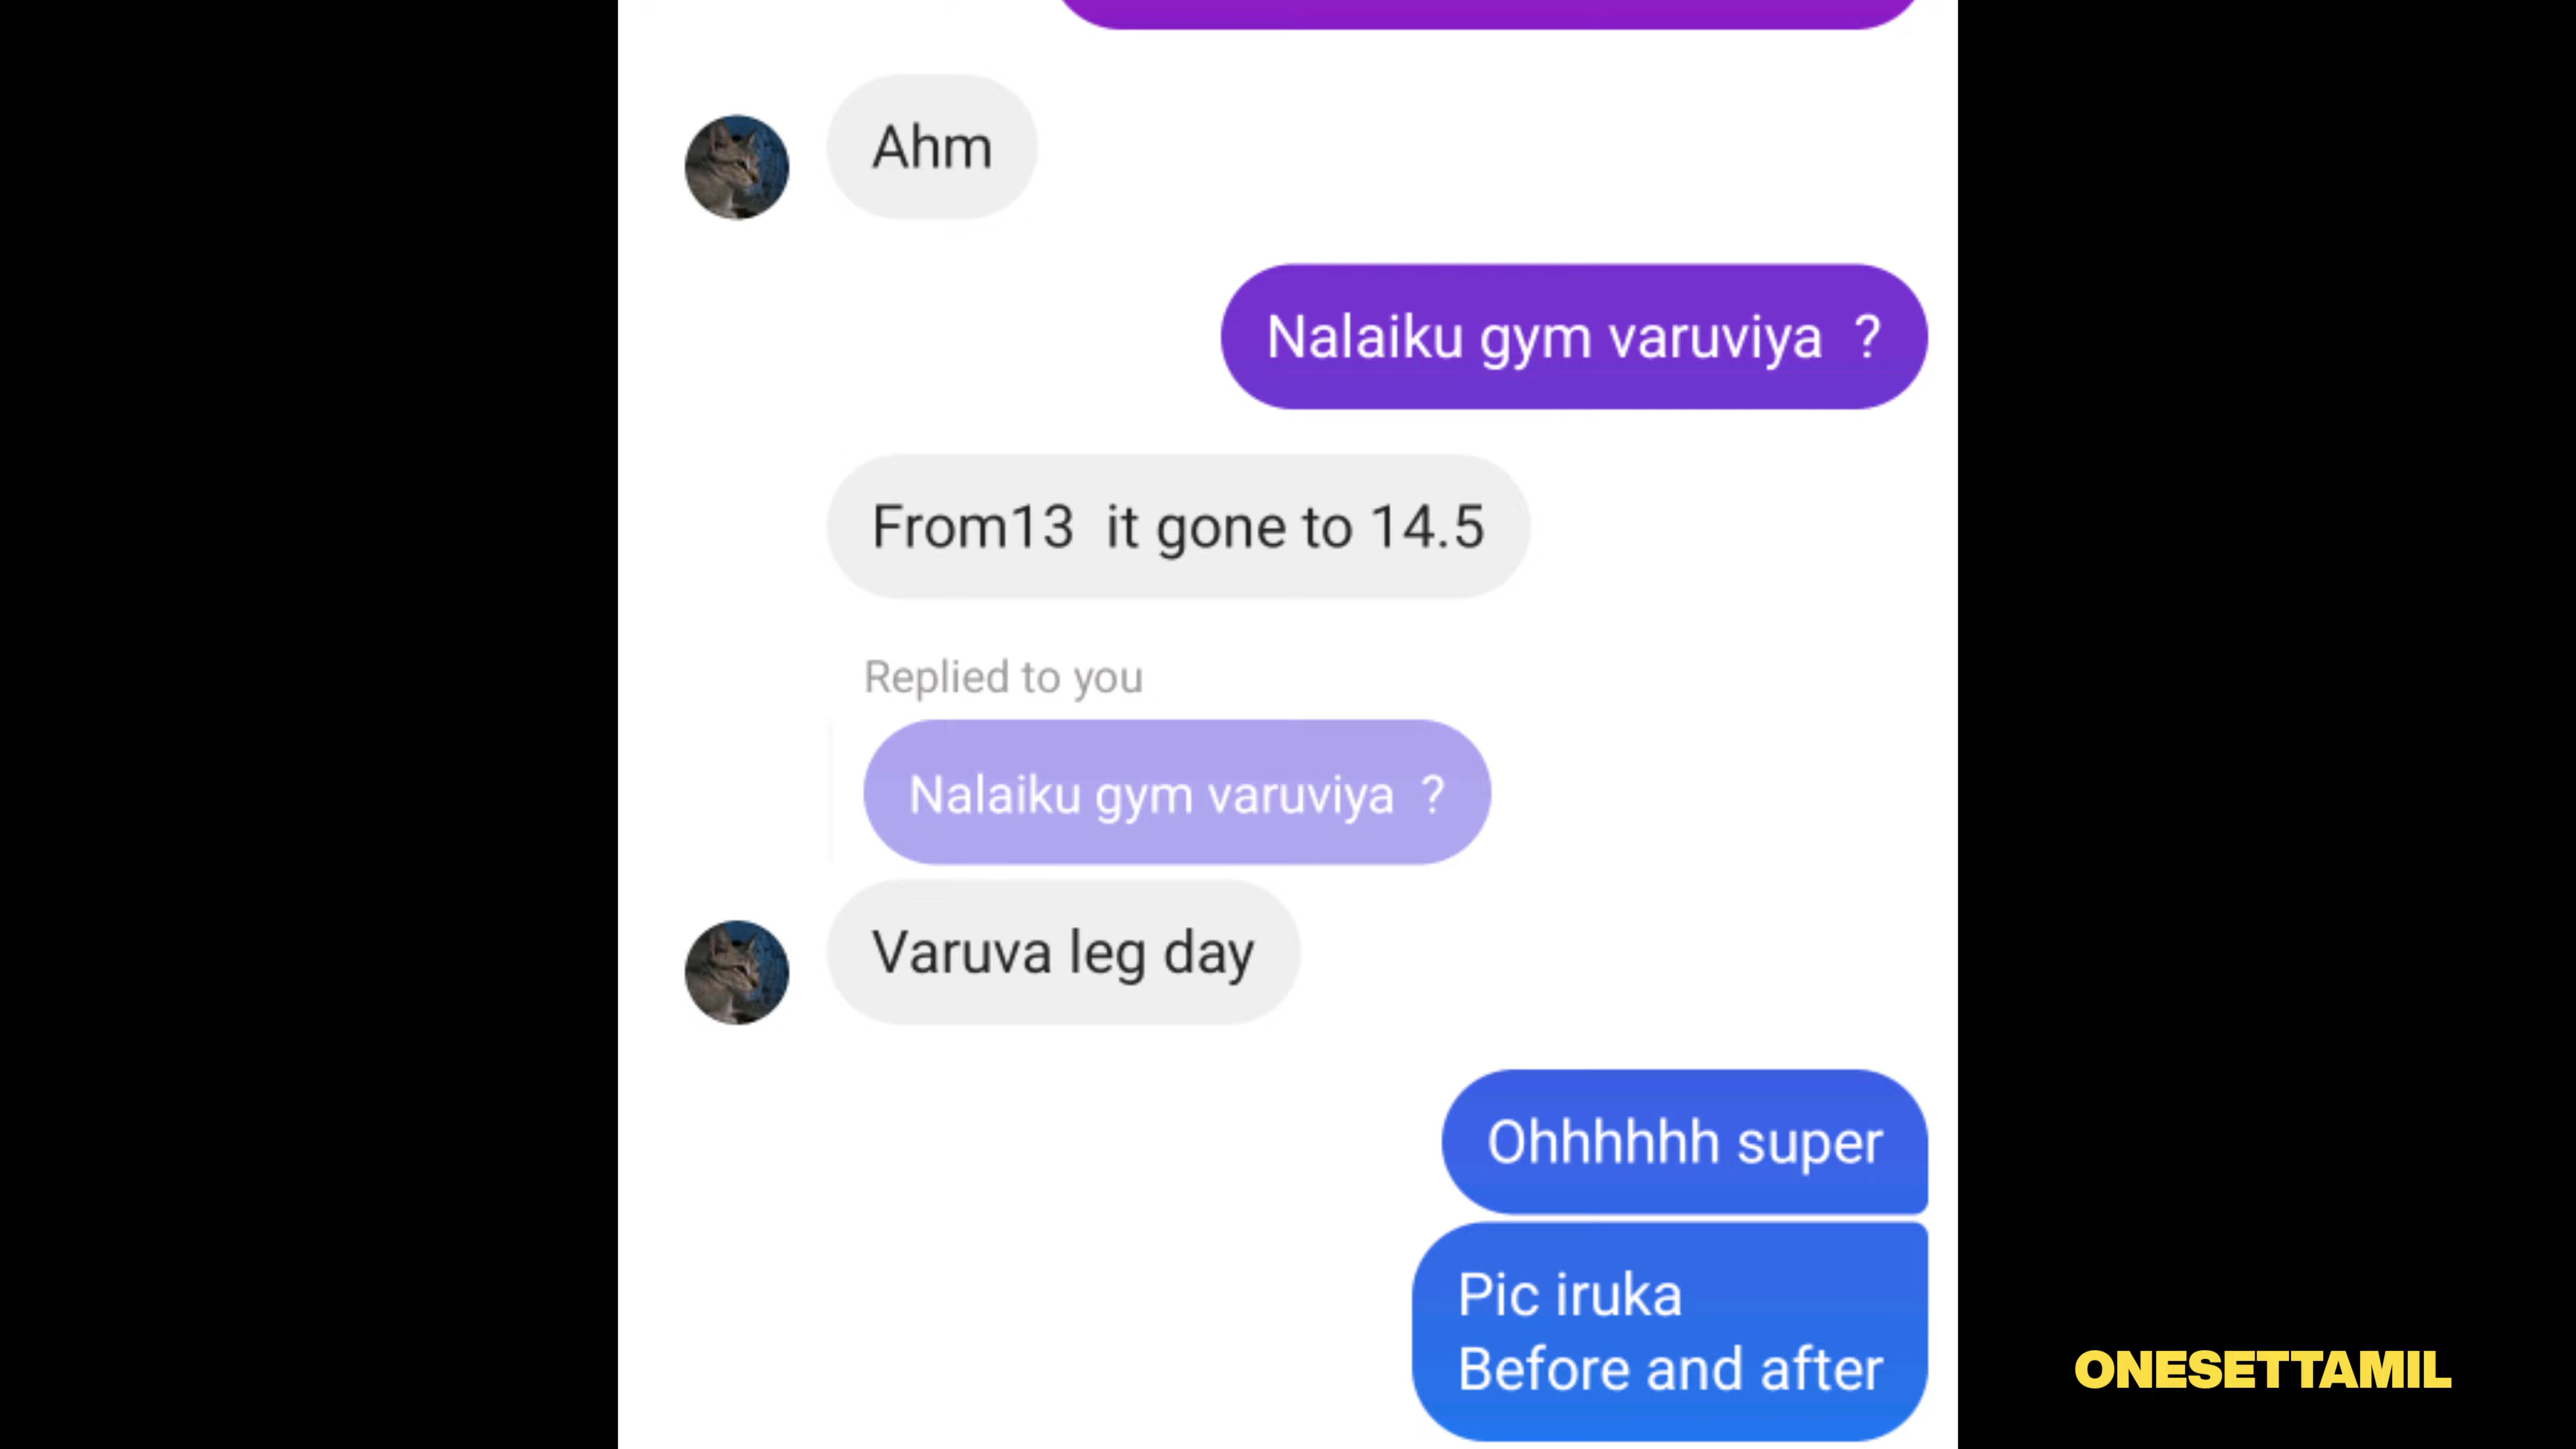 Ahm
Nalaiku gym varuviya ?
From13 it gone to 14.5
Replied to you
Nalaiku gym varuviya ?
Varuva leg day
Ohhhhhh super
Pic iruka
Before and after
ONESETTAMIL